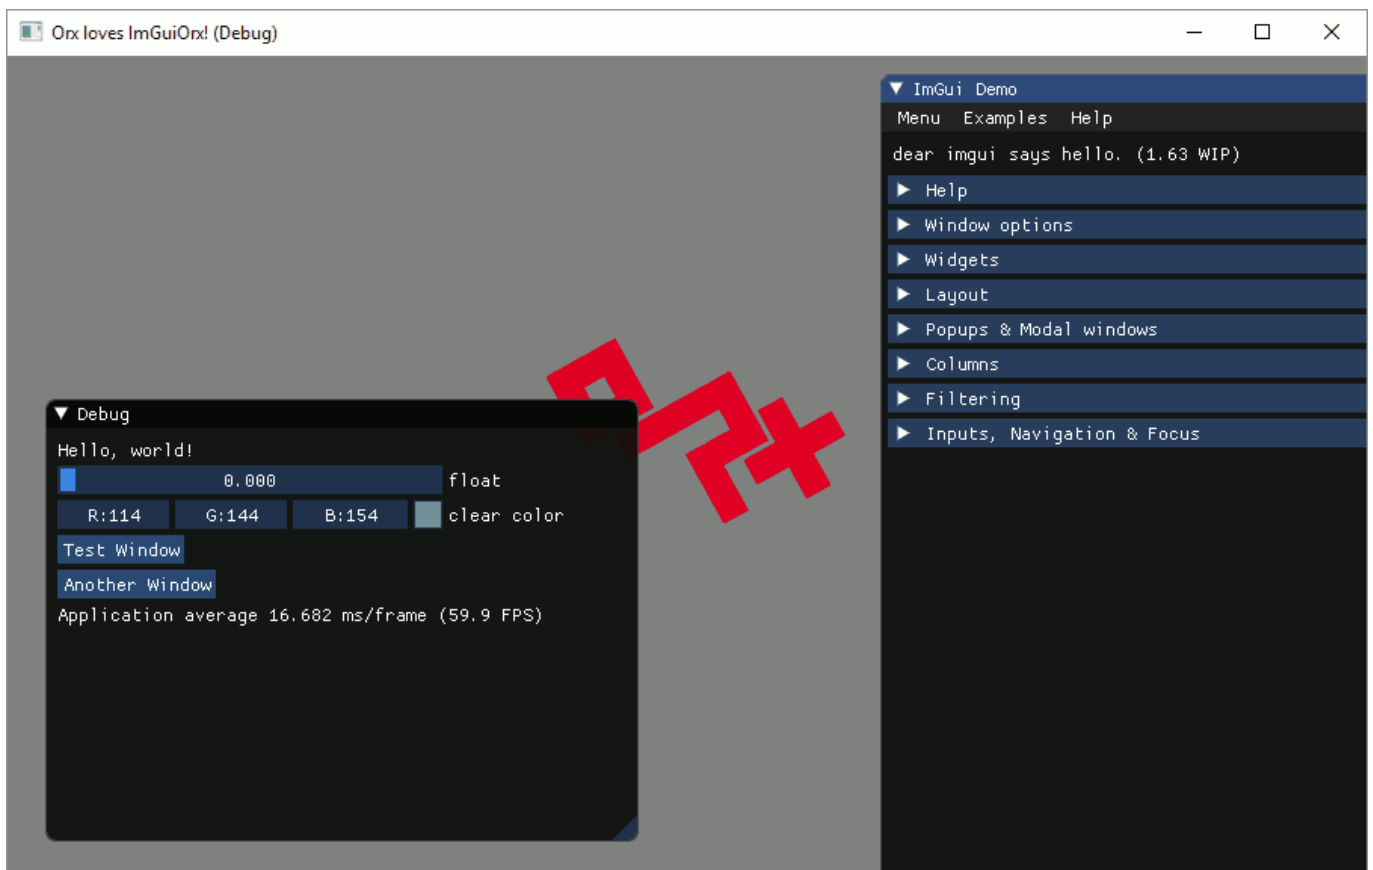 Orx loves ImGuiOrx! (Debug)
ImGui Demo
Menu Examples Help
dear imgui says hello. (1.63 WIP)
Help
Window options
Widgets
Layout
Popups & Modal windows
Columns
Filtering
Inputs, Navigation & Focus
orx
Debug
Hello, world!
0.000 float
R:114 G:144 B:154 clear color
Test Window
Another Window
Application average 16.682 ms/frame (59.9 FPS)